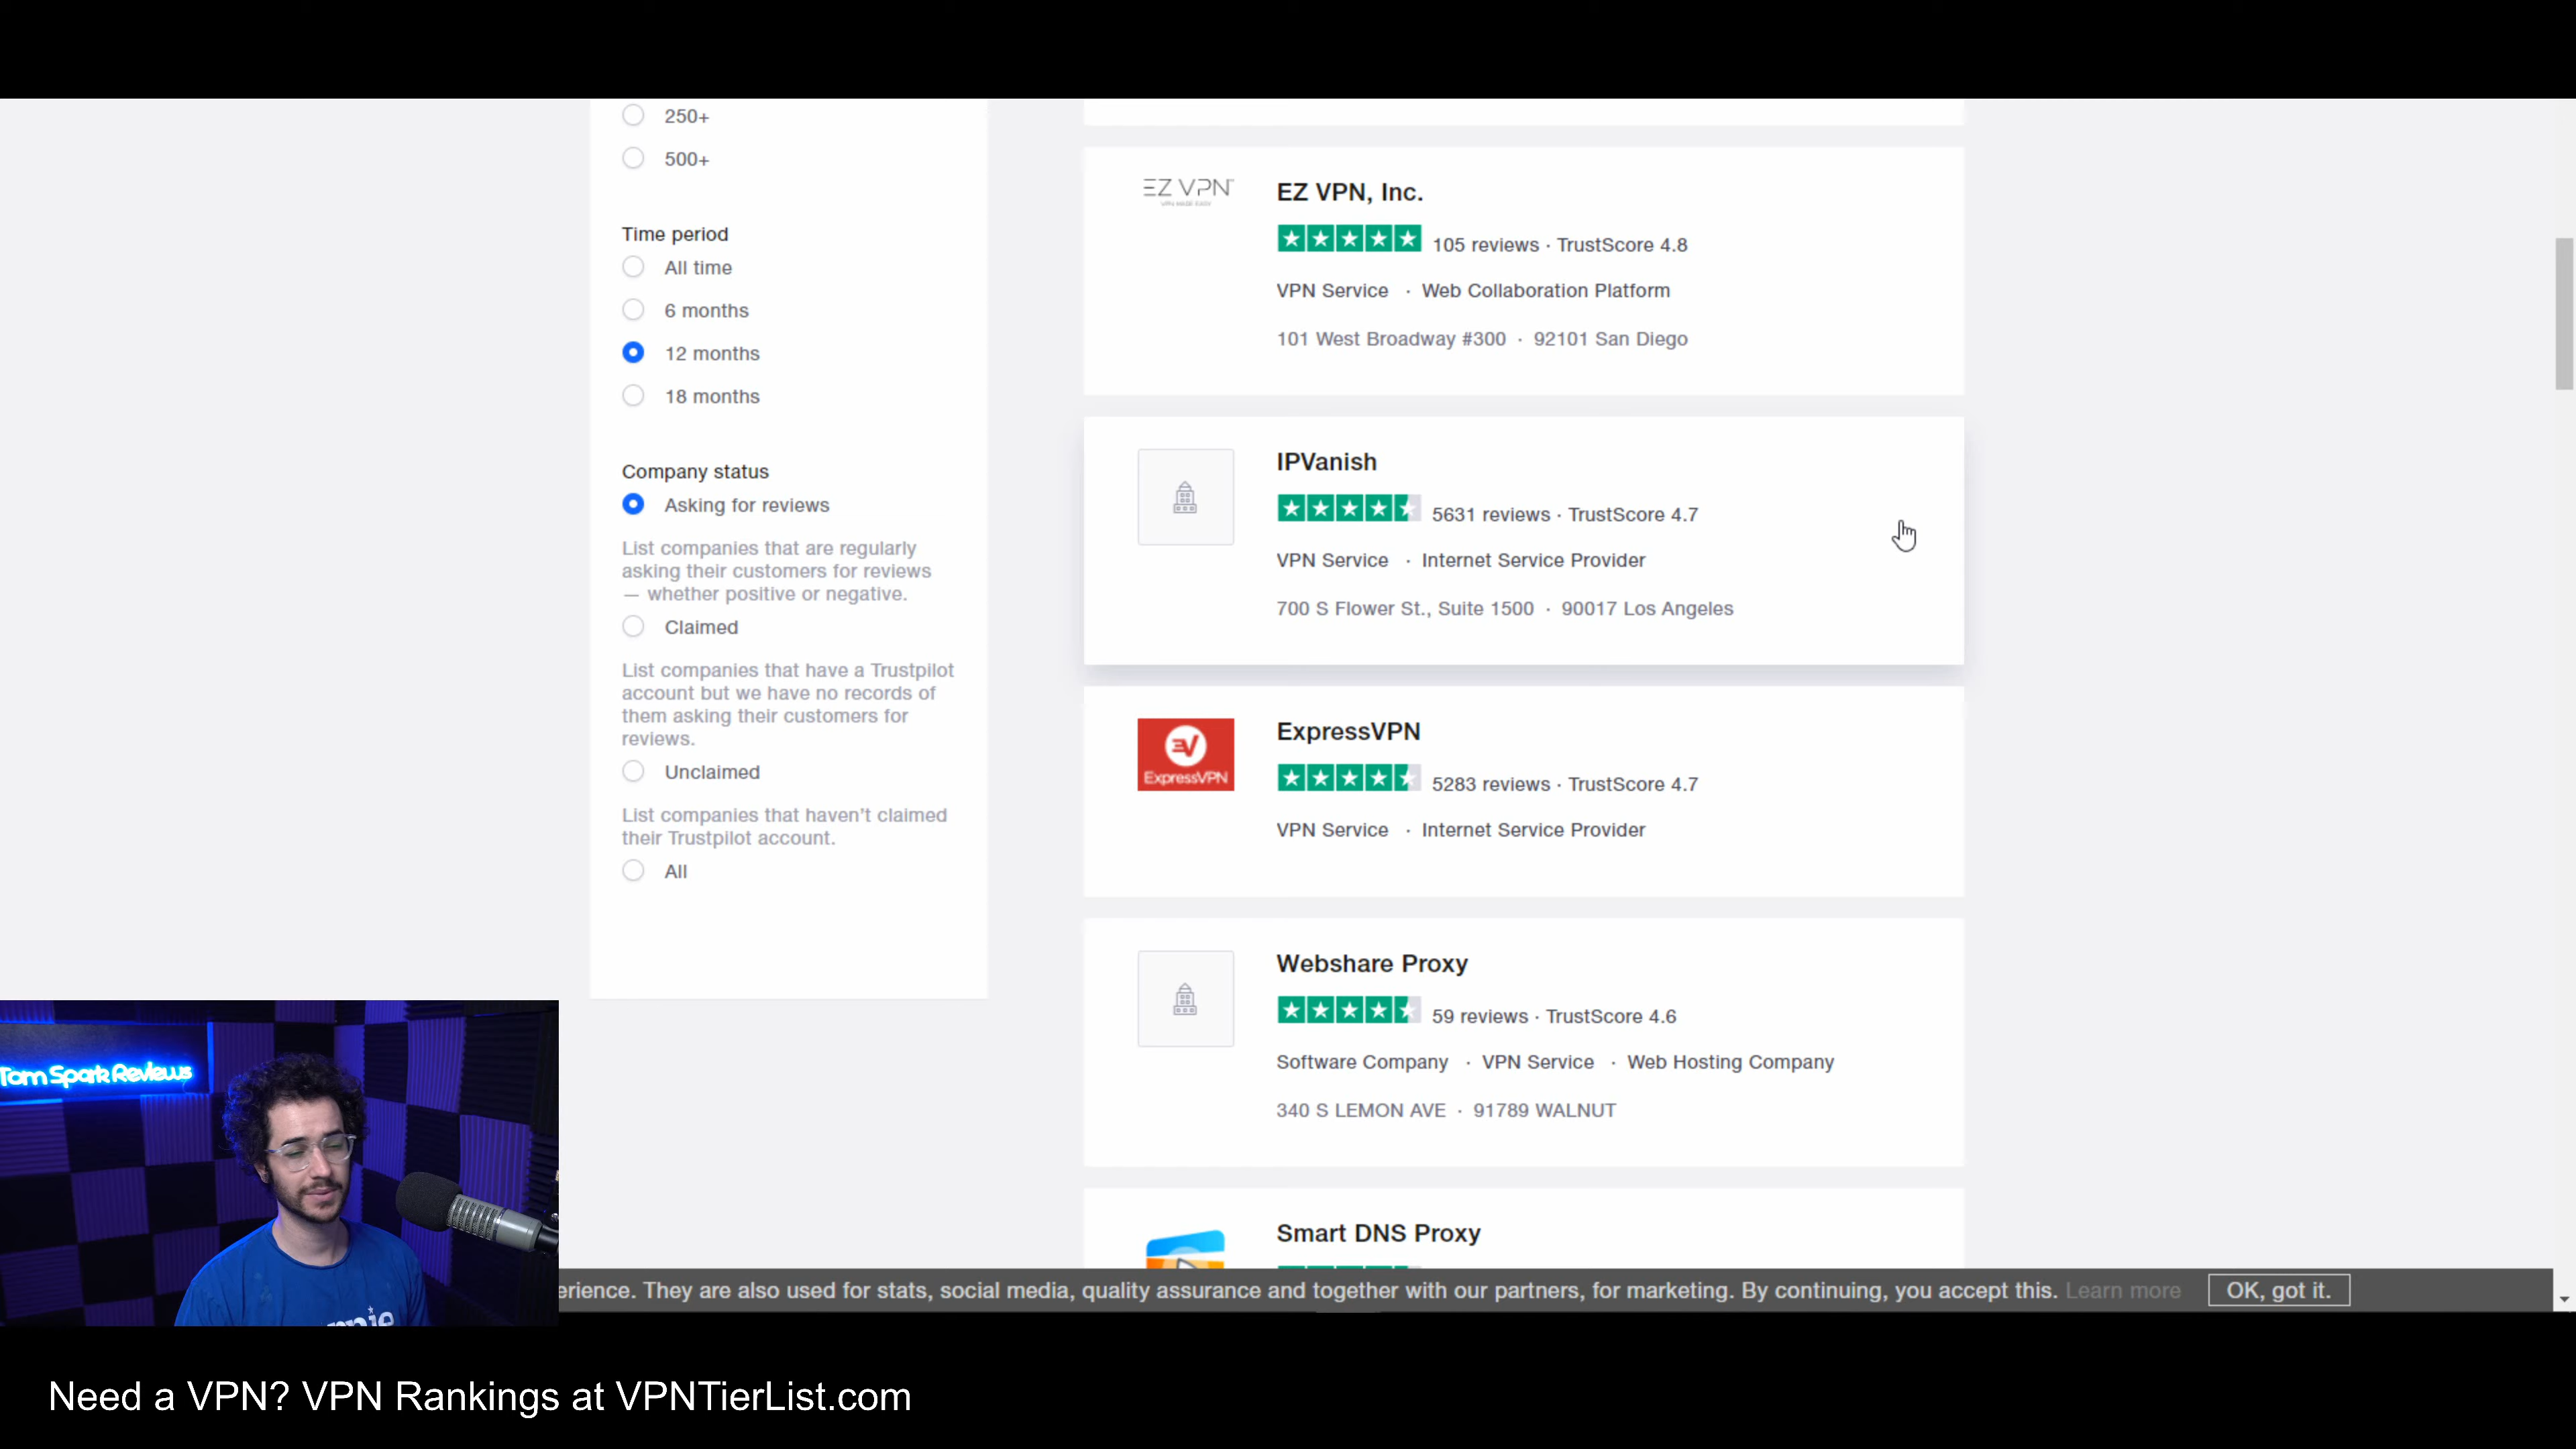 250+
500+
Time period
All time
6 months
12 months
18 months
Company status
Asking for reviews
List companies that are regularly
asking their customers for reviews
— whether positive or negative.
Claimed
List companies that have a Trustpilot
account but we have no records of
them asking their customers for
reviews.
Unclaimed
List companies that haven't claimed
their Trustpilot account.
All
EZ VPN
VPN MADE EASY
EZ VPN, Inc.
105 reviews · TrustScore 4.8
VPN Service · Web Collaboration Platform
101 West Broadway #300 · 92101 San Diego
IPVanish
5631 reviews · TrustScore 4.7
VPN Service · Internet Service Provider
700 S Flower St., Suite 1500 · 90017 Los Angeles
ExpressVPN
ExpressVPN
5283 reviews · TrustScore 4.7
VPN Service · Internet Service Provider
Webshare Proxy
59 reviews · TrustScore 4.6
Software Company · VPN Service · Web Hosting Company
340 S LEMON AVE · 91789 WALNUT
Smart DNS Proxy
erience. They are also used for stats, social media, quality assurance and together with our partners, for marketing. By continuing, you accept this. Learn more OK, got it.
Tom Spark Reviews
Need a VPN? VPN Rankings at VPNTierList.com